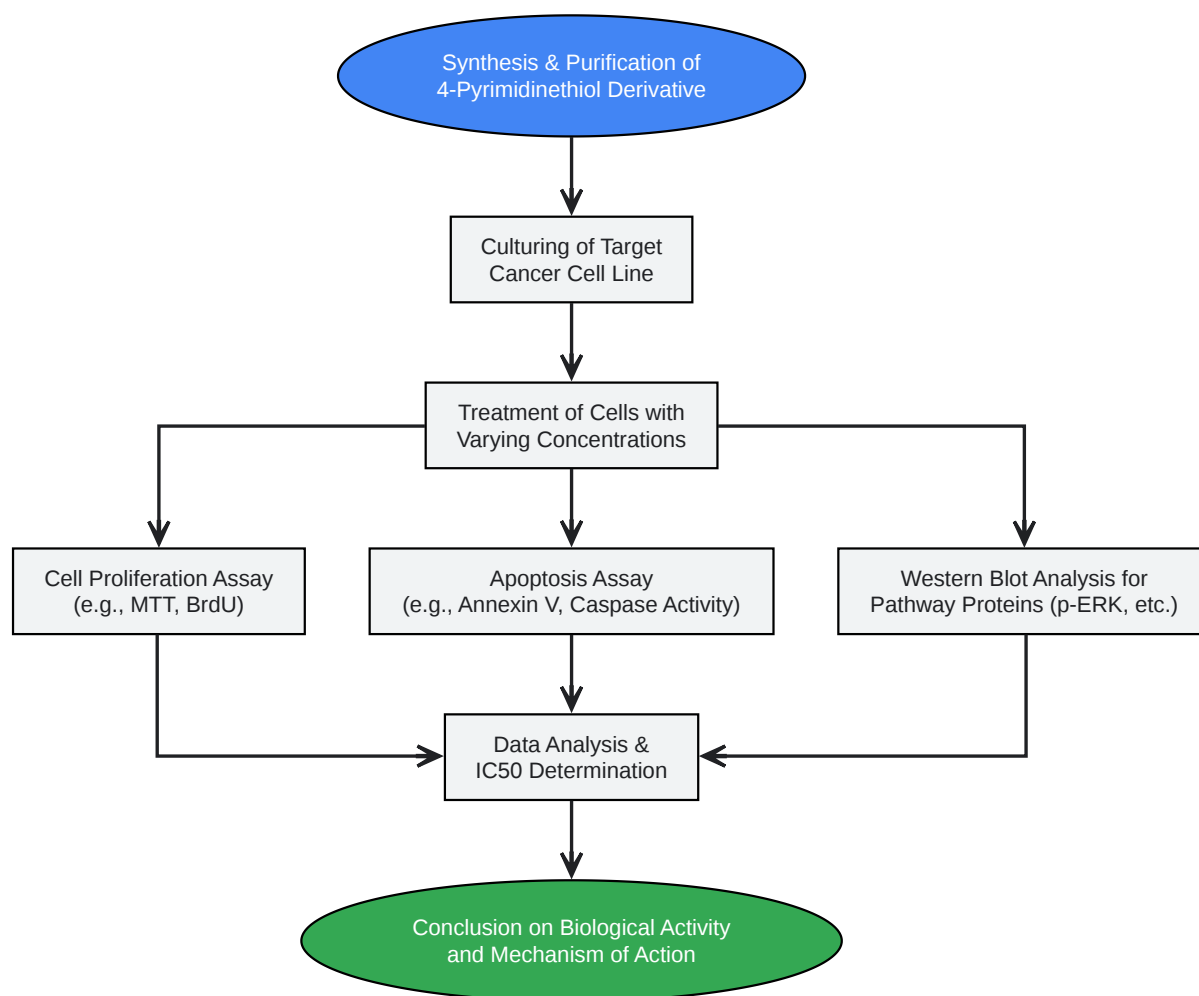 Synthesis & Purification of
4-Pyrimidinethiol Derivative
Culturing of Target
Cancer Cell Line
Treatment of Cells with
Varying Concentrations
Cell Proliferation Assay
(e.g., MTT, BrdU)
Apoptosis Assay
(e.g., Annexin V, Caspase Activity)
Western Blot Analysis for
Pathway Proteins (p-ERK, etc.)
Data Analysis &
IC50 Determination
Conclusion on Biological Activity
and Mechanism of Action